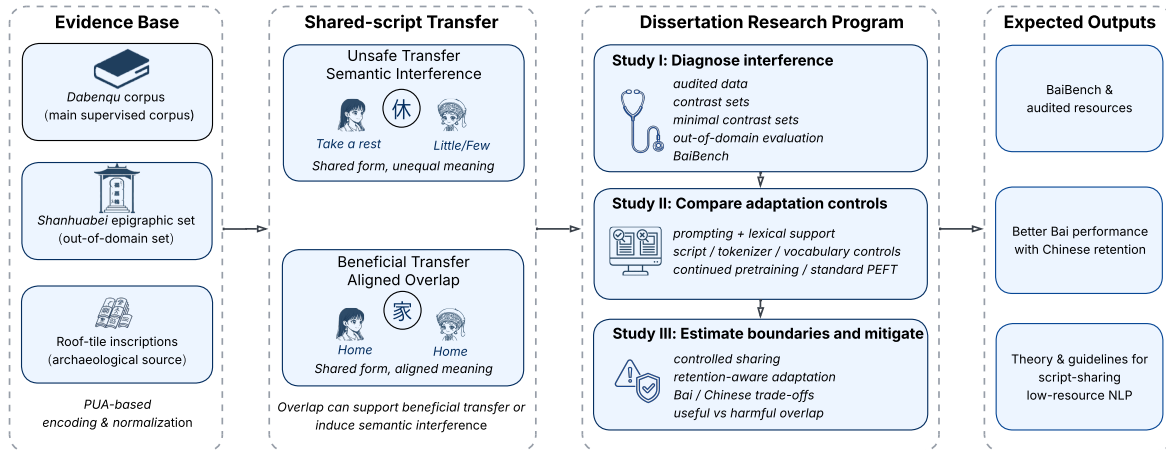 Evidence Base
Dabenqu corpus
(main supervised corpus)
Shanhuabei epigraphic set
(out-of-domain set)
Roof-tile inscriptions
(archaeological source)
PUA-based
encoding & normalization
Shared-script Transfer
Unsafe Transfer
Semantic Interference
休
Take a rest
Little/Few
Shared form, unequal meaning
Beneficial Transfer
Aligned Overlap
家
Home
Home
Shared form, aligned meaning
Overlap can support beneficial transfer or
induce semantic interference
Dissertation Research Program
Study I: Diagnose interference
audited data
contrast sets
minimal contrast sets
out-of-domain evaluation
BaiBench
Study II: Compare adaptation controls
prompting + lexical support
script / tokenizer / vocabulary controls
continued pretraining / standard PEFT
Study III: Estimate boundaries and mitigate
controlled sharing
retention-aware adaptation
Bai / Chinese trade-offs
useful vs harmful overlap
Expected Outputs
BaiBench &
audited resources
Better Bai performance
with Chinese retention
Theory & guidelines for
script-sharing
low-resource NLP